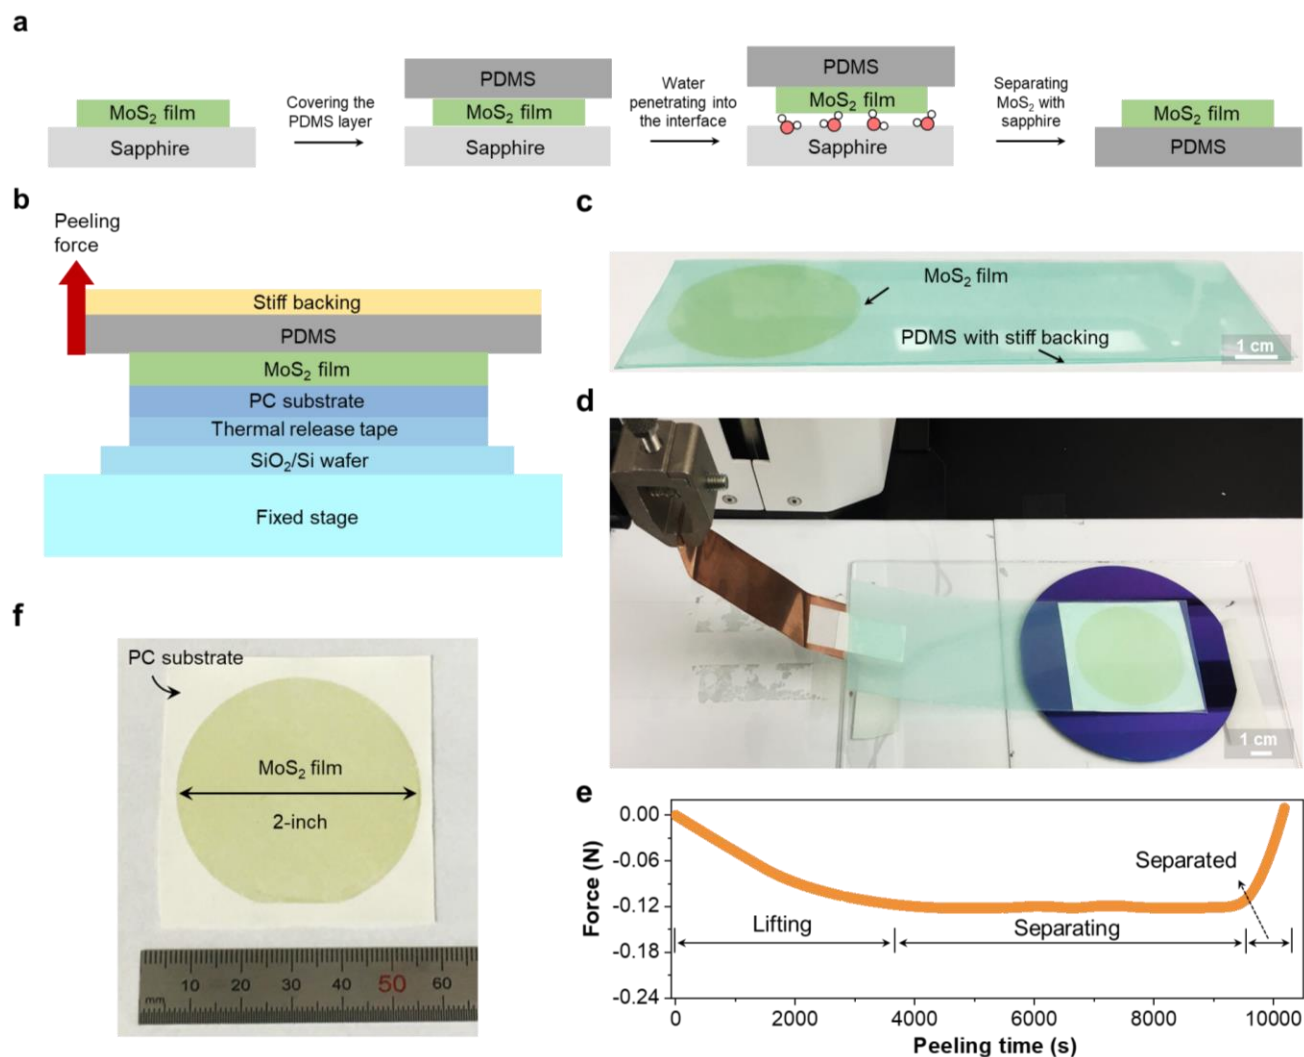 a
PDMS
MoS₂ film
Sapphire
Covering the
PDMS layer
PDMS
MoS₂ film
Sapphire
Water
penetrating into
the interface
PDMS
MoS₂ film
Sapphire
Separating
MoS₂ with
sapphire
MoS₂ film
PDMS
b
Peeling
force
Stiff backing
PDMS
MoS₂ film
PC substrate
Thermal release tape
SiO₂/Si wafer
Fixed stage
c
MoS₂ film
PDMS with stiff backing
1 cm
d
1 cm
f
PC substrate
MoS₂ film
2-inch
10 20 30 40 50 60
mm
e
Force (N)
0.00
-0.06
-0.12
-0.18
-0.24
Lifting
Separating
Separated
0 2000 4000 6000 8000 10000
Peeling time (s)